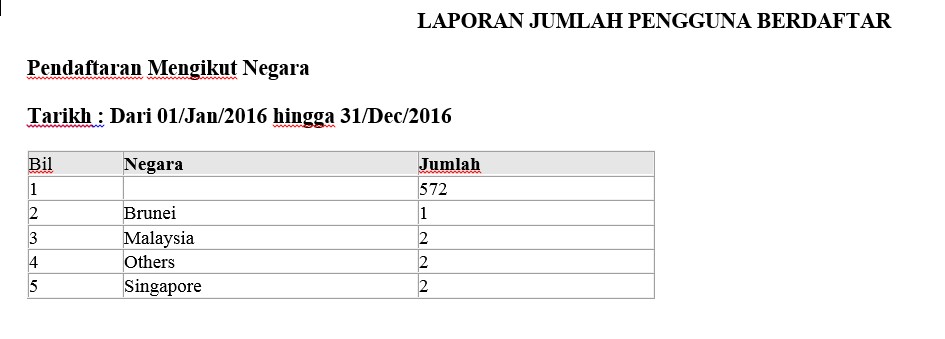 LAPORAN JUMLAH PENGGUNA BERDAFTAR
Pendaftaran Mengikut Negara
Tarikh : Dari 01/Jan/2016 hingga 31/Dec/2016
Bil Negara Jumlah
1 572
2 Brunei 1
3 Malaysia 2
4 Others 2
5 Singapore 2